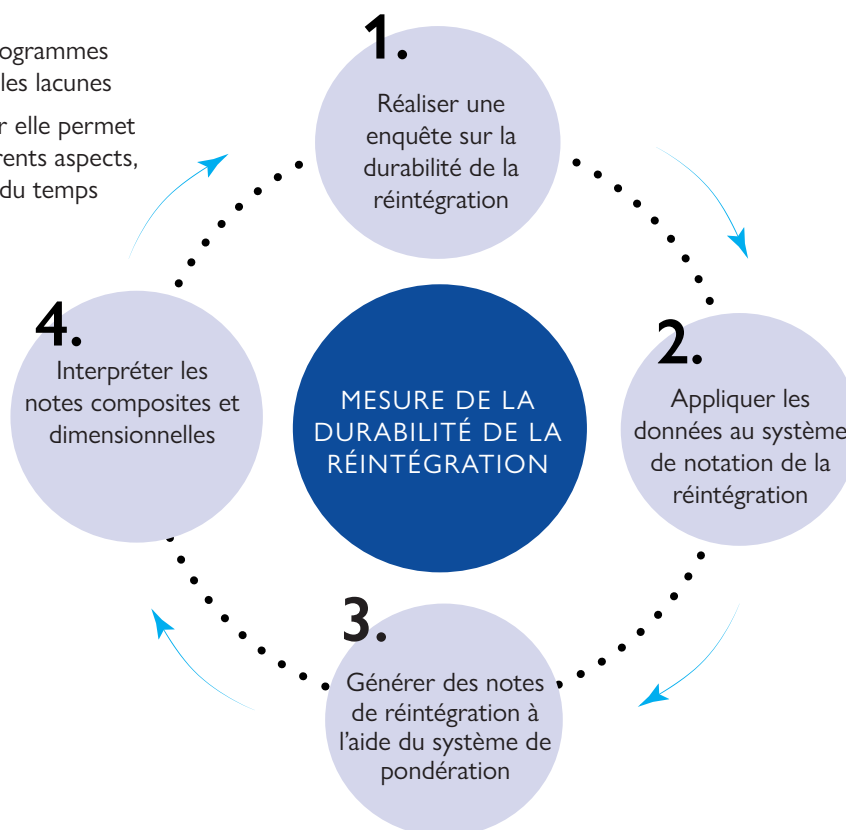 ogrammes
les lacunes
r elle permet
rents aspects,
du temps
1.
Réaliser une
enquête sur la
durabilité de la
réintégration
2.
Appliquer les
données au système
de notation de la
réintégration
3.
Générer des notes
de réintégration à
l’aide du système de
pondération
4.
Interpréter les
notes composites et
dimensionnelles
MESURE DE LA
DURABILITÉ DE LA
RÉINTÉGRATION